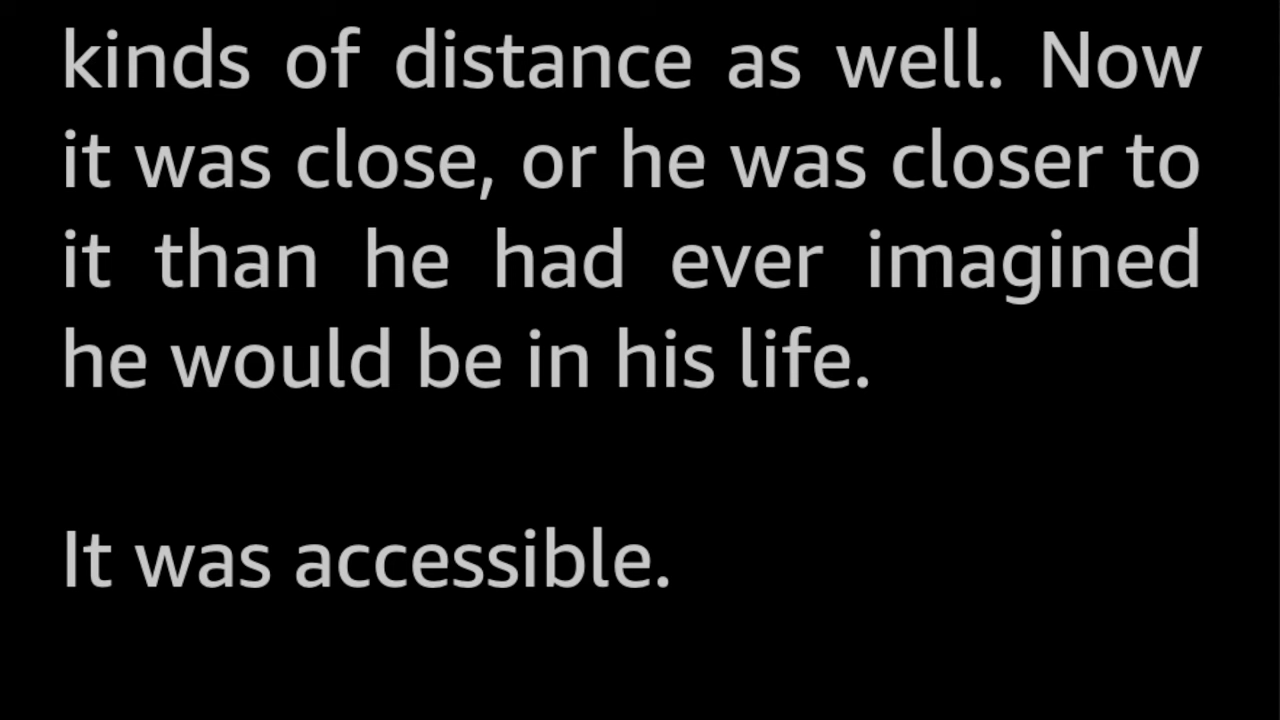 kinds of distance as well. Now
it was close, or he was closer to
it than he had ever imagined
he would be in his life.
It was accessible.